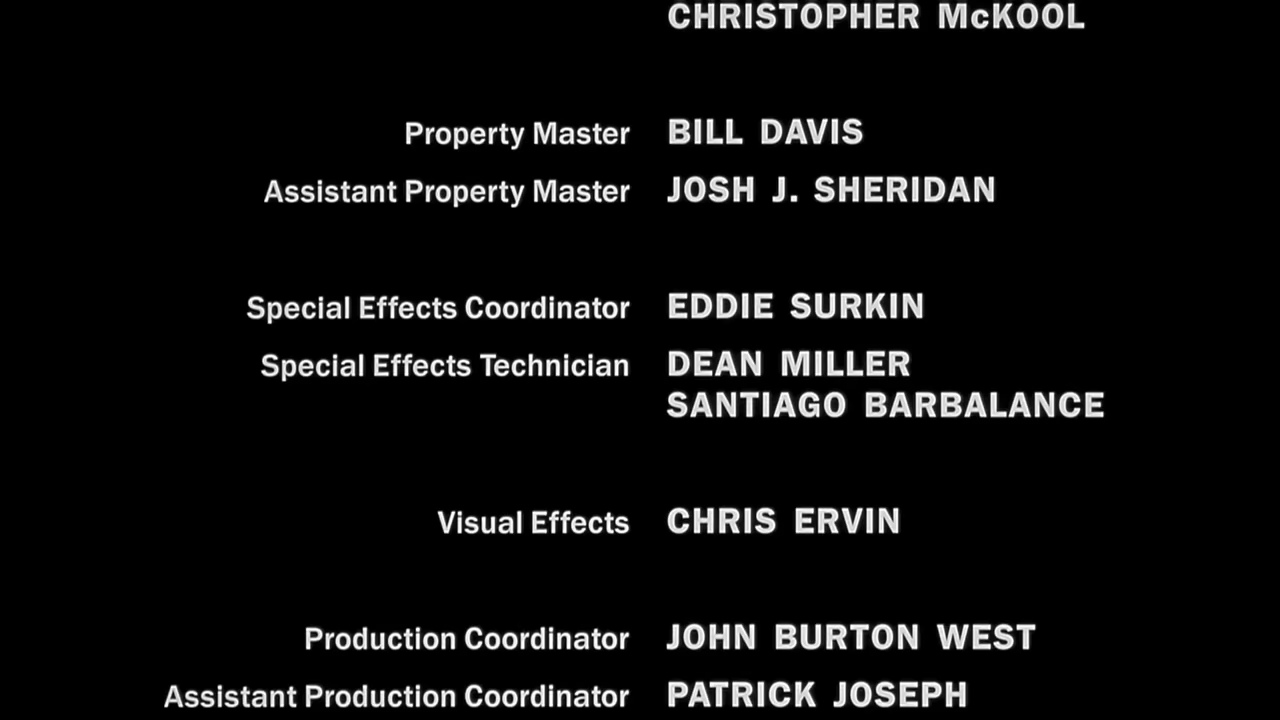 CHRISTOPHER McKOOL
Property Master BILL DAVIS
Assistant Property Master JOSH J. SHERIDAN
Special Effects Coordinator EDDIE SURKIN
Special Effects Technician DEAN MILLER
SANTIAGO BARBALANCE
Visual Effects CHRIS ERVIN
Production Coordinator JOHN BURTON WEST
Assistant Production Coordinator PATRICK JOSEPH